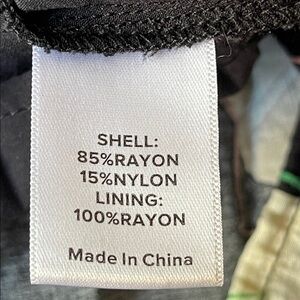 SHELL:
85%RAYON
15%NYLON
LINING:
100%RAYON
Made In China